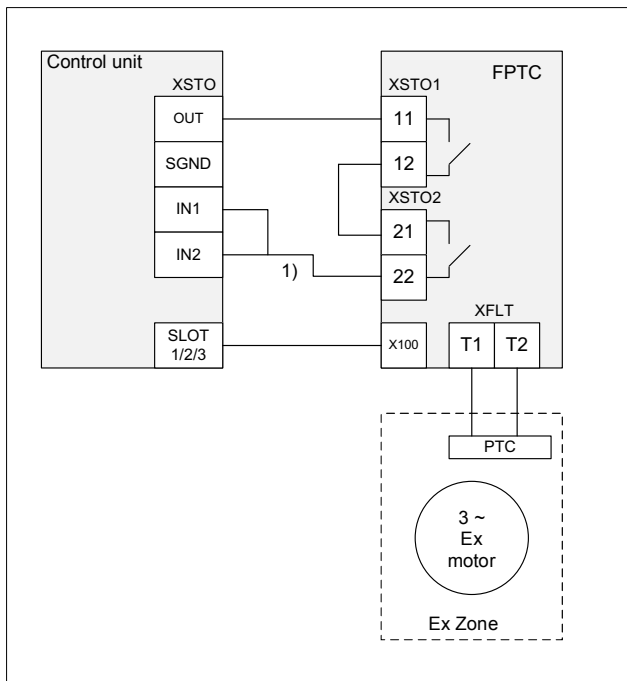 Control unit
FPTC
XSTO
XSTO1
OUT
11
SGND
12
XSTO2
IN1
21
IN2
22
1)
XFLT
SLOT
1/2/3
X100
T1
T2
PTC
3 ~
Ex
motor
Ex Zone